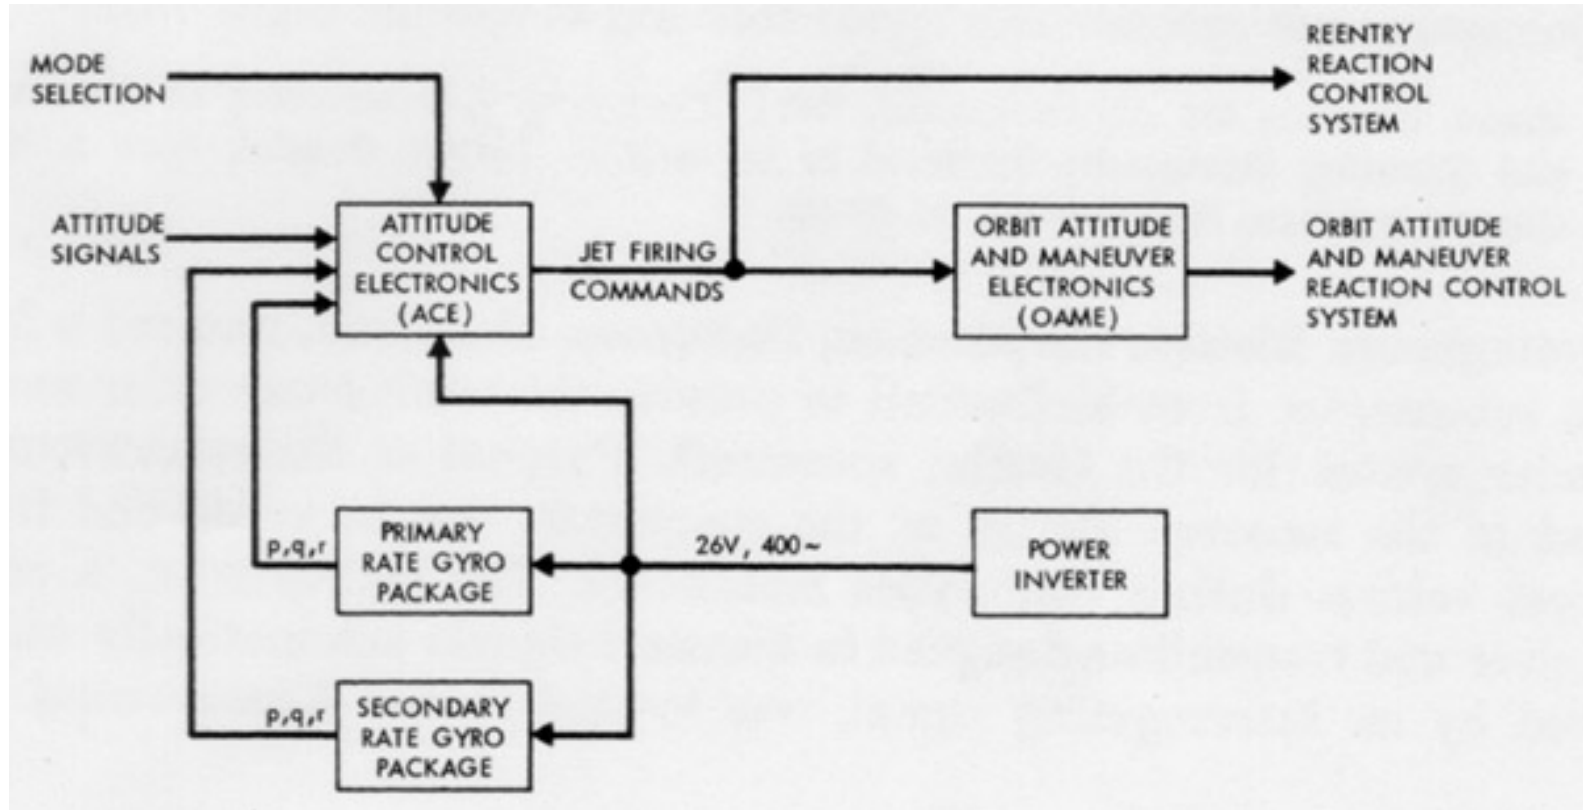 MODE
SELECTION
REENTRY
REACTION
CONTROL
SYSTEM
ATTITUDE
SIGNALS
ATTITUDE
CONTROL
ELECTRONICS
(ACE)
JET FIRING
COMMANDS
ORBIT ATTITUDE
AND MANEUVER
ELECTRONICS
(OAME)
ORBIT ATTITUDE
AND MANEUVER
REACTION CONTROL
SYSTEM
p,q,r
PRIMARY
RATE GYRO
PACKAGE
26V, 400~
POWER
INVERTER
p,q,r
SECONDARY
RATE GYRO
PACKAGE